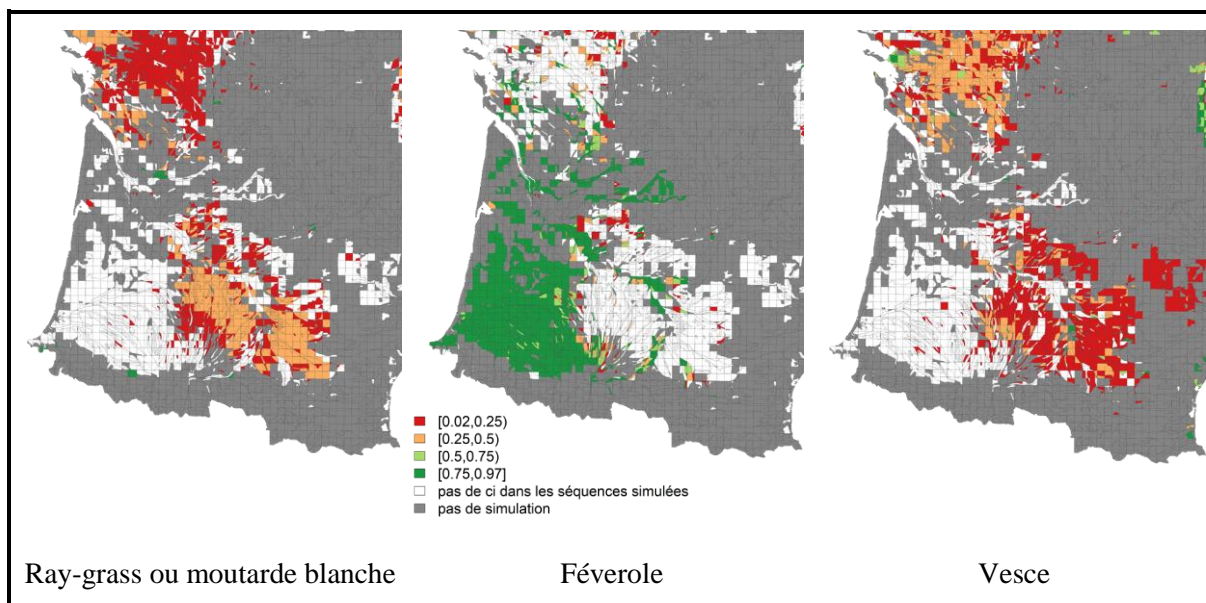 [0.02,0.25)
[0.25,0.5)
[0.5,0.75)
[0.75,0.97]
pas de ci dans les séquences simulées
pas de simulation
Ray-grass ou moutarde blanche
Féverole
Vesce